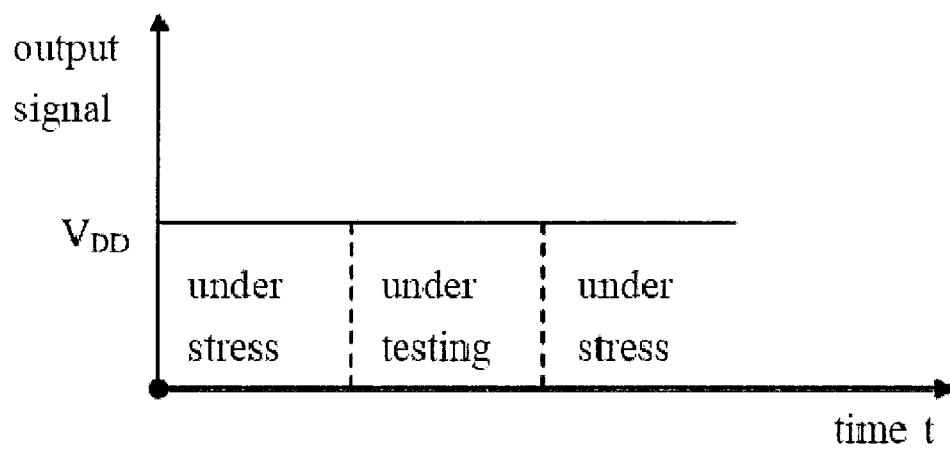 output
signal
V_DD
under
stress
under
testing
under
stress
time t